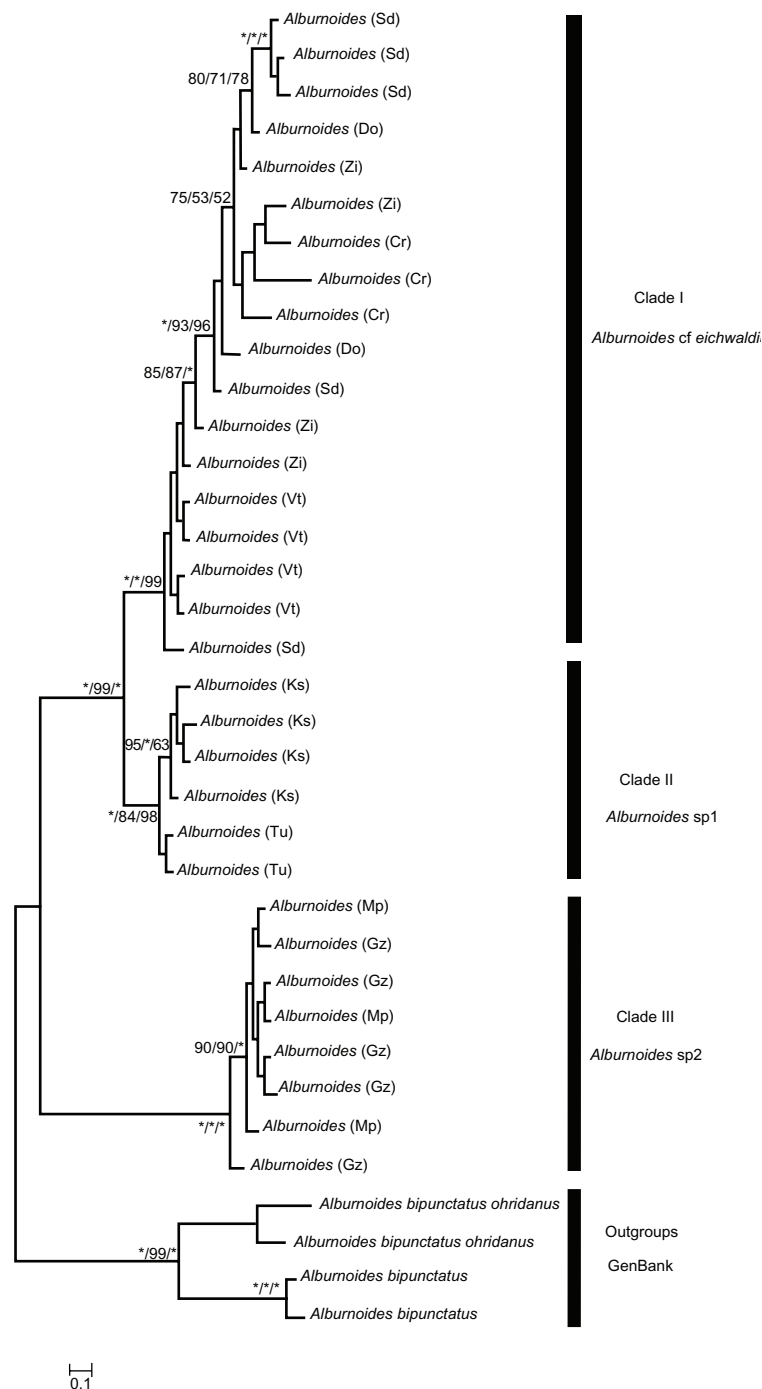 Alburnoides (Sd)
*/*/*
Alburnoides (Sd)
80/71/78
Alburnoides (Sd)
Alburnoides (Do)
Alburnoides (Zi)
75/53/52
Alburnoides (Zi)
Alburnoides (Cr)
Alburnoides (Cr)
Clade I
Alburnoides (Cr)
*/93/96
Alburnoides cf eichwaldii
Alburnoides (Do)
85/87/*
Alburnoides (Sd)
Alburnoides (Zi)
Alburnoides (Zi)
Alburnoides (Vt)
Alburnoides (Vt)
Alburnoides (Vt)
*/*/99
Alburnoides (Vt)
Alburnoides (Sd)
*/99/*
Alburnoides (Ks)
Alburnoides (Ks)
95/*/63
Alburnoides (Ks)
Clade II
Alburnoides (Ks)
*/84/98
Alburnoides sp1
Alburnoides (Tu)
Alburnoides (Tu)
Alburnoides (Mp)
Alburnoides (Gz)
Alburnoides (Gz)
Alburnoides (Mp)
Clade III
90/90/*
Alburnoides (Gz)
Alburnoides sp2
Alburnoides (Gz)
*/*/*
Alburnoides (Mp)
Alburnoides (Gz)
Alburnoides bipunctatus ohridanus
Outgroups
Alburnoides bipunctatus ohridanus
*/99/*
GenBank
Alburnoides bipunctatus
*/*/*
Alburnoides bipunctatus
0.1